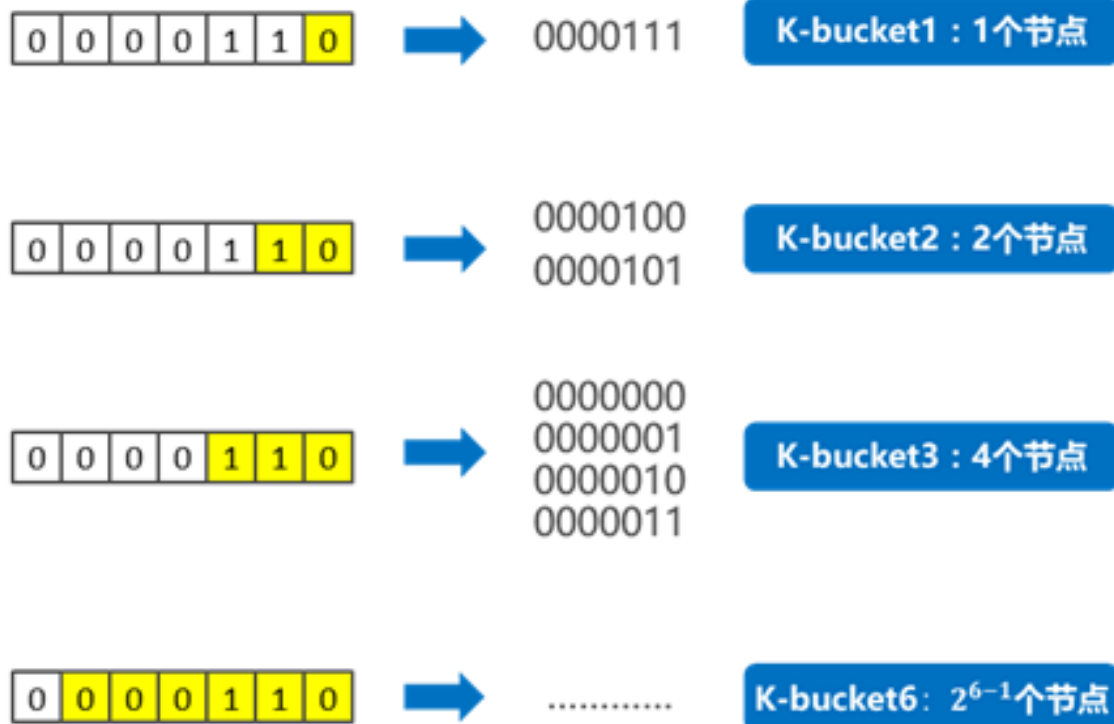 0 0 0 0 1 1 0
0000111
K-bucket1：1个节点
0 0 0 0 1 1 0
0000100
0000101
K-bucket2：2个节点
0 0 0 0 1 1 0
0000000
0000001
0000010
0000011
K-bucket3：4个节点
0 0 0 0 1 1 0
............
K-bucket6：2⁶⁻¹个节点